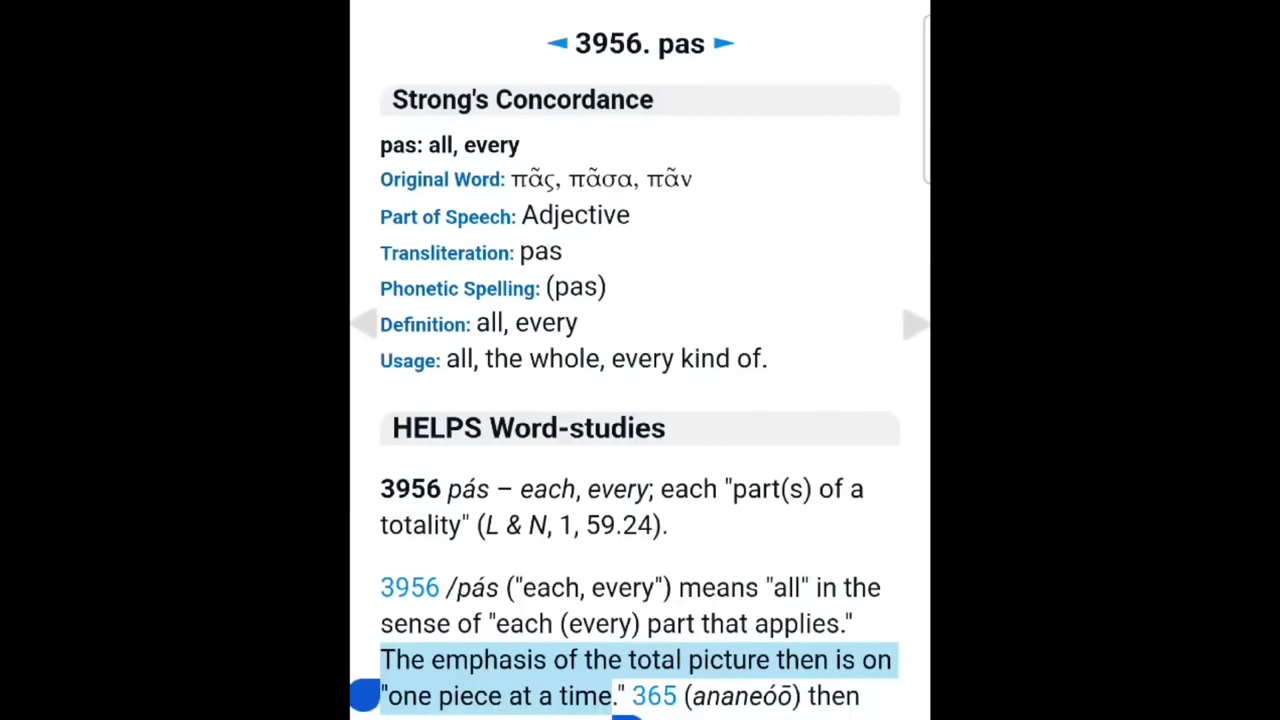 ◄ 3956. pas ►
Strong's Concordance
pas: all, every
Original Word: πᾶς, πᾶσα, πᾶν
Part of Speech: Adjective
Transliteration: pas
Phonetic Spelling: (pas)
Definition: all, every
Usage: all, the whole, every kind of.
HELPS Word-studies
3956 pás – each, every; each "part(s) of a
totality" (L & N, 1, 59.24).
3956 /pás ("each, every") means "all" in the
sense of "each (every) part that applies."
The emphasis of the total picture then is on
"one piece at a time." 365 (ananeóō) then